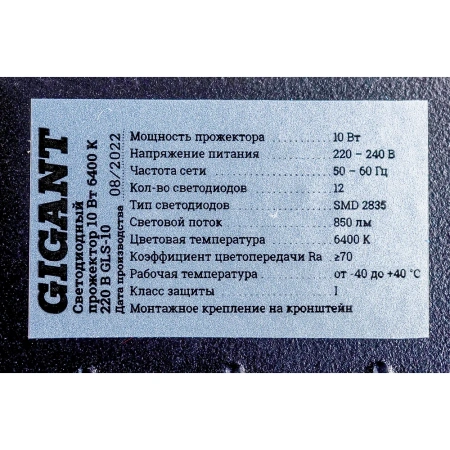 GIGANT
Светодиодный
прожектор 10 Вт 6400 К
220 В GLS-10
Дата производства 08/2022
Мощность прожектора 10 Вт
Напряжение питания 220 – 240 В
Частота сети 50 – 60 Гц
Кол-во светодиодов 12
Тип светодиодов SMD 2835
Световой поток 850 лм
Цветовая температура 6400 К
Коэффициент цветопередачи Ra ≥70
Рабочая температура от -40 до +40 °C
Класс защиты I
Монтажное крепление на кронштейн